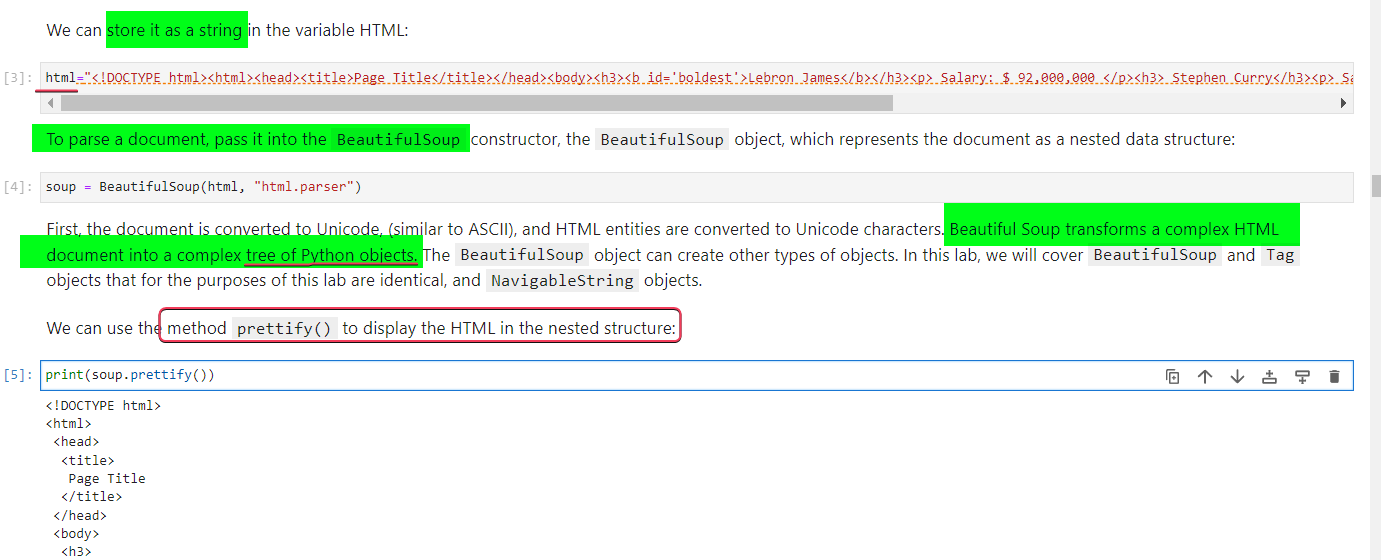 We can store it as a string in the variable HTML:
[3]: html="<!DOCTYPE html><html><head><title>Page Title</title></head><body><h3><b id='boldest'>Lebron James</b></h3><p> Salary: $ 92,000,000 </p><h3> Stephen Curry</h3><p> Sa
To parse a document, pass it into the BeautifulSoup constructor, the BeautifulSoup object, which represents the document as a nested data structure:
[4]: soup = BeautifulSoup(html, "html.parser")
First, the document is converted to Unicode, (similar to ASCII), and HTML entities are converted to Unicode characters. Beautiful Soup transforms a complex HTML
document into a complex tree of Python objects. The BeautifulSoup object can create other types of objects. In this lab, we will cover BeautifulSoup and Tag
objects that for the purposes of this lab are identical, and NavigableString objects.
We can use the method prettify() to display the HTML in the nested structure:
[5]: print(soup.prettify())
<!DOCTYPE html>
<html>
<head>
<title>
Page Title
</title>
</head>
<body>
<h3>